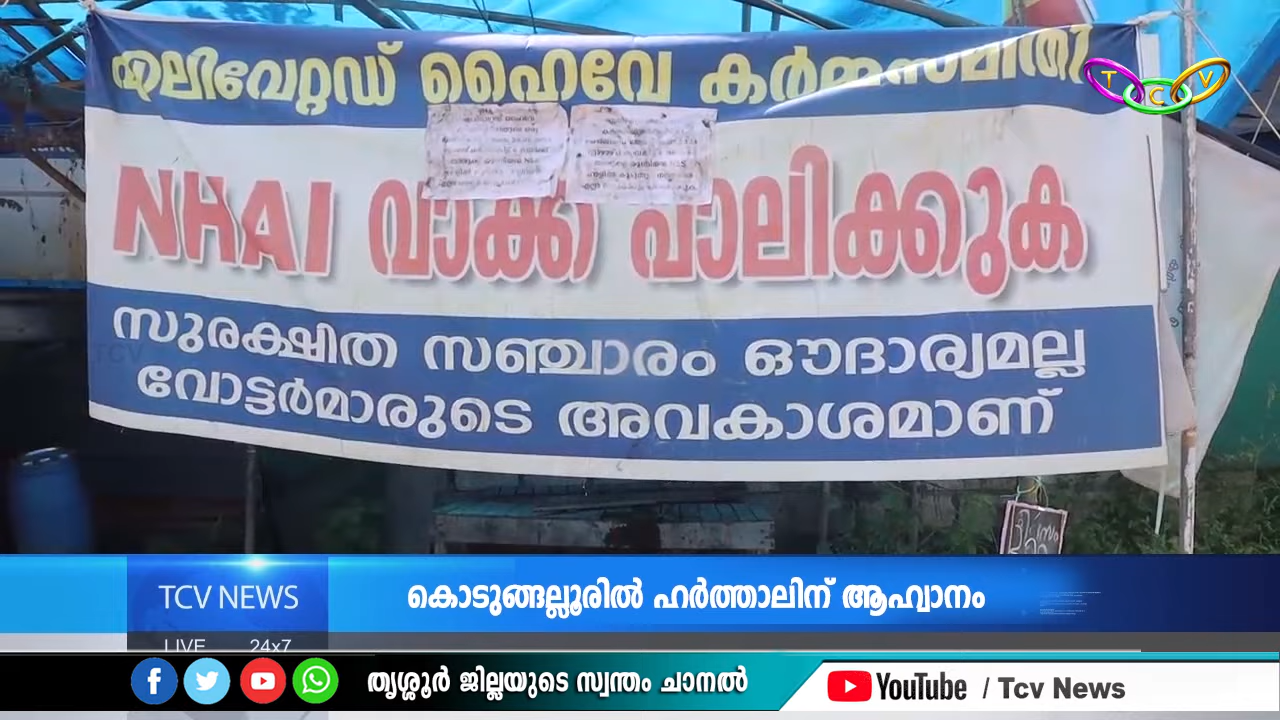 എലിവേറ്റഡ് ഹൈവേ കർമ്മസമിതി
TCV
NHAI വാക്ക് പാലിക്കുക
സുരക്ഷിത സഞ്ചാരം ഔദാര്യമല്ല
വോട്ടർമാരുടെ അവകാശമാണ്
TCV NEWS
കൊടുങ്ങല്ലൂരിൽ ഹർത്താലിന് ആഹ്വാനം
LIVE 24x7
തൃശ്ശൂർ ജില്ലയുടെ സ്വന്തം ചാനൽ
YouTube / Tcv News